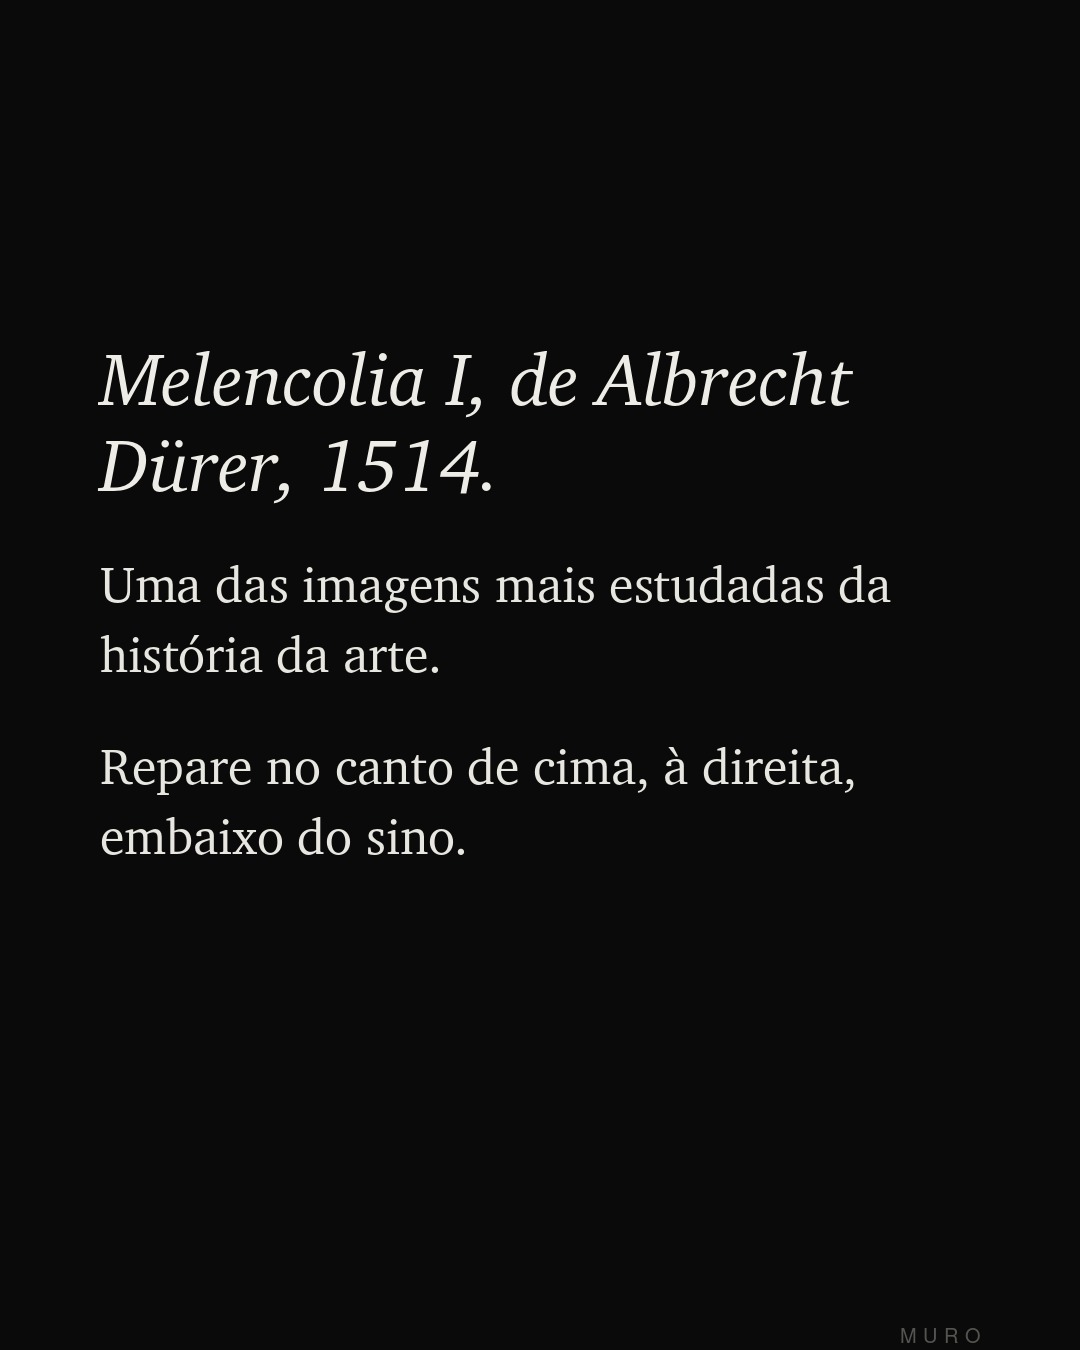 Melencolia I, de Albrecht
Dürer, 1514.
Uma das imagens mais estudadas da
história da arte.
Repare no canto de cima, à direita,
embaixo do sino.
MURO